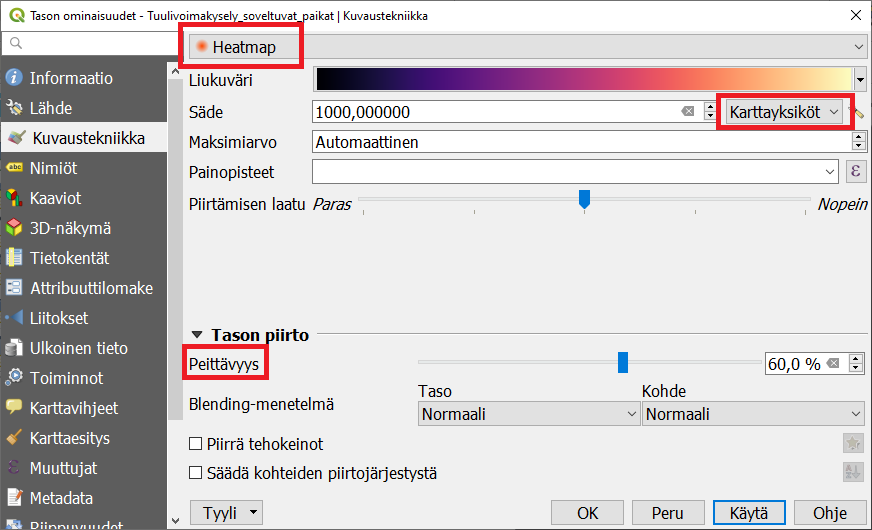 Tason ominaisuudet - Tuulivoimakysely_soveltuvat_paikat | Kuvaustekniikka
Informaatio
Lähde
Kuvaustekniikka
Nimiöt
Kaaviot
3D-näkymä
Tietokentät
Attribuuttilomake
Liitokset
Ulkoinen tieto
Toiminnot
Karttavihjeet
Karttaesitys
Muuttujat
Metadata
Riippuvuudet
Heatmap
Liukuväri
Säde 1000,000000 Karttayksiköt
Maksimiarvo Automaattinen
Painopisteet ε
Piirtämisen laatu Paras Nopein
Tason piirto
Peittävyys 60,0 %
Taso Kohde
Blending-menetelmä Normaali Normaali
Piirrä tehokeinot
Säädä kohteiden piirtojärjestystä
Tyyli OK Peru Käytä Ohje